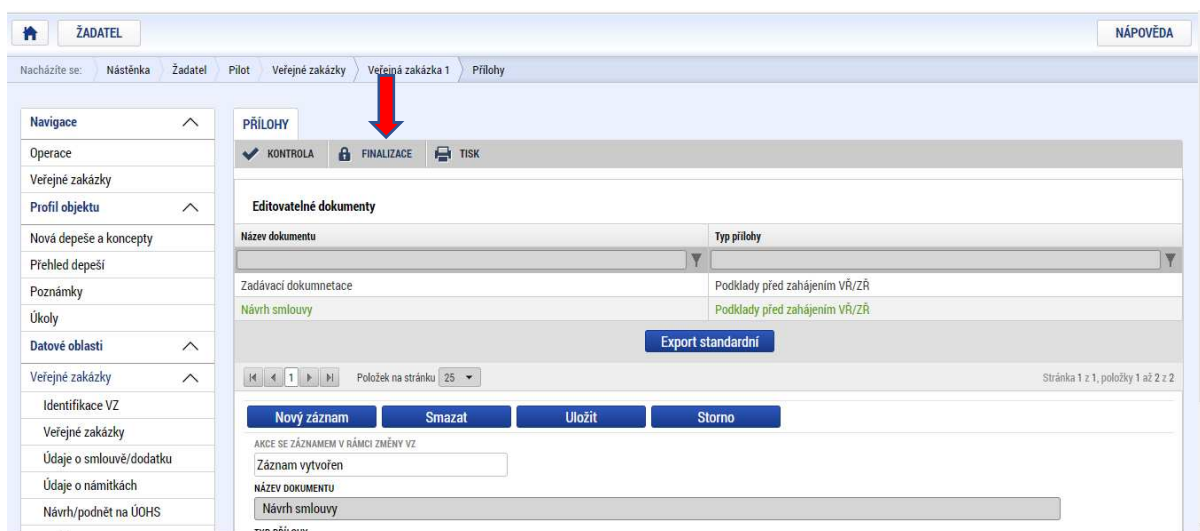 ŽADATEL
NÁPOVĚDA
Nacházíte se: Nástěnka Žadatel Pilot Veřejné zakázky Veřejná zakázka 1 Přílohy
Navigace
Operace
Veřejné zakázky
Profil objektu
Nová depeše a koncepty
Přehled depeší
Poznámky
Úkoly
Datové oblasti
Veřejné zakázky
Identifikace VZ
Veřejné zakázky
Údaje o smlouvě/dodatku
Údaje o námitkách
Návrh/podnět na ÚOHS
PŘÍLOHY
KONTROLA FINALIZACE TISK
Editovatelné dokumenty
Název dokumentu Typ přílohy
Zadávací dokumnetace Podklady před zahájením VŘ/ZŘ
Návrh smlouvy Podklady před zahájením VŘ/ZŘ
Export standardní
1 Položek na stránku 25 Stránka 1 z 1, položky 1 až 2 z 2
Nový záznam Smazat Uložit Storno
AKCE SE ZÁZNAMEM V RÁMCI ZMĚNY VZ
Záznam vytvořen
NÁZEV DOKUMENTU
Návrh smlouvy
TYP PŘÍLOHY